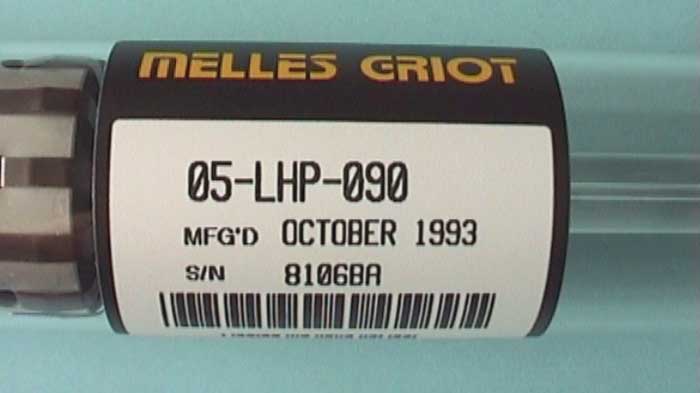 MELLES GRIOT
05-LHP-090
MFG'D OCTOBER 1993
S/N 8106BA